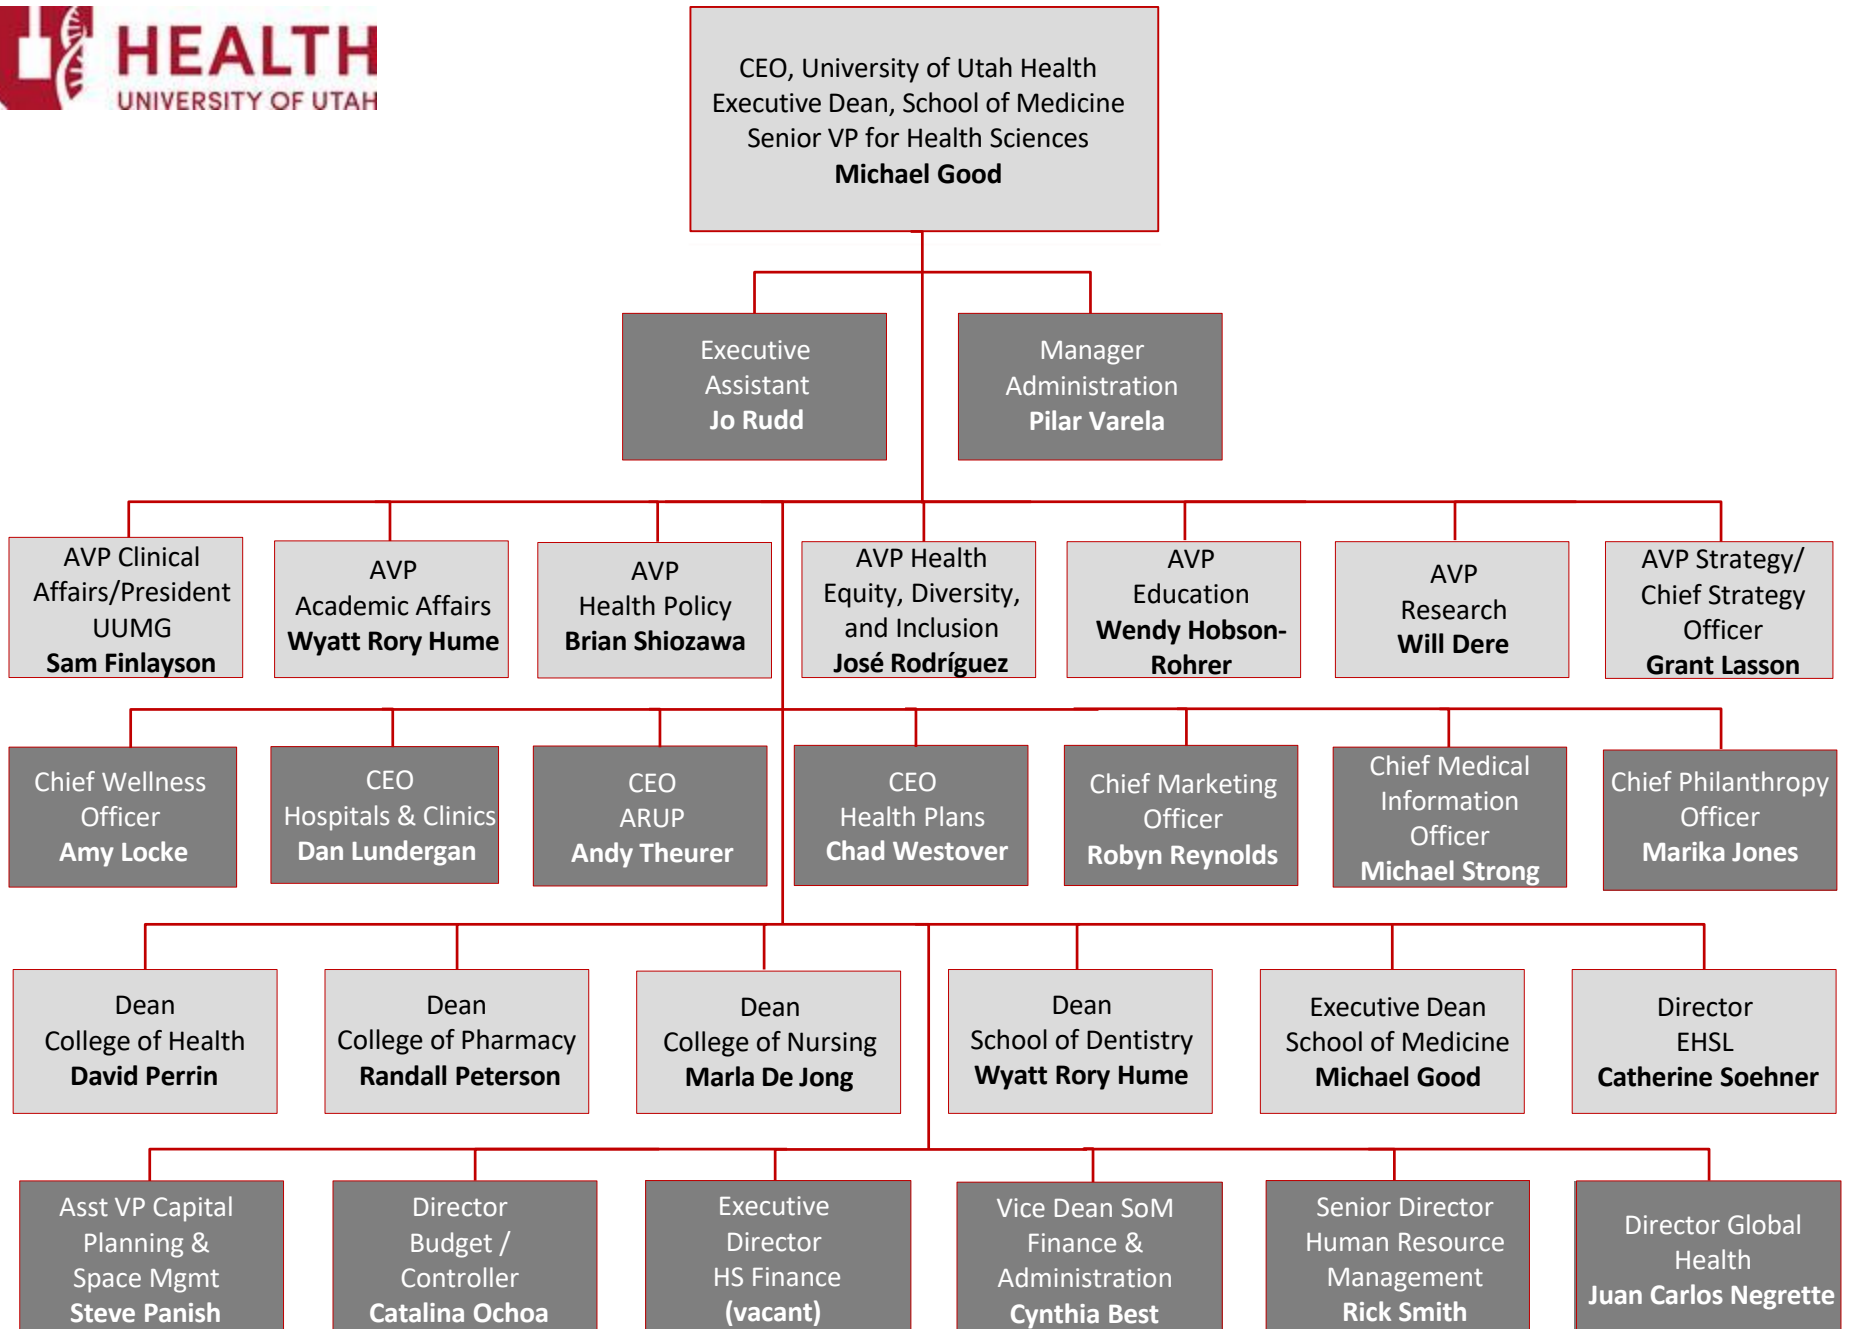 HEALTH
UNIVERSITY OF UTAH
CEO, University of Utah Health
Executive Dean, School of Medicine
Senior VP for Health Sciences
Michael Good
Executive
Assistant
Jo Rudd
Manager
Administration
Pilar Varela
AVP Clinical
Affairs/President
UUMG
Sam Finlayson
AVP
Academic Affairs
Wyatt Rory Hume
AVP
Health Policy
Brian Shiozawa
AVP Health
Equity, Diversity,
and Inclusion
José Rodríguez
AVP
Education
Wendy Hobson-
Rohrer
AVP
Research
Will Dere
AVP Strategy/
Chief Strategy
Officer
Grant Lasson
Chief Wellness
Officer
Amy Locke
CEO
Hospitals & Clinics
Dan Lundergan
CEO
ARUP
Andy Theurer
CEO
Health Plans
Chad Westover
Chief Marketing
Officer
Robyn Reynolds
Chief Medical
Information
Officer
Michael Strong
Chief Philanthropy
Officer
Marika Jones
Dean
College of Health
David Perrin
Dean
College of Pharmacy
Randall Peterson
Dean
College of Nursing
Marla De Jong
Dean
School of Dentistry
Wyatt Rory Hume
Executive Dean
School of Medicine
Michael Good
Director
EHSL
Catherine Soehner
Asst VP Capital
Planning &
Space Mgmt
Steve Panish
Director
Budget /
Controller
Catalina Ochoa
Executive
Director
HS Finance
(vacant)
Vice Dean SoM
Finance &
Administration
Cynthia Best
Senior Director
Human Resource
Management
Rick Smith
Director Global
Health
Juan Carlos Negrette